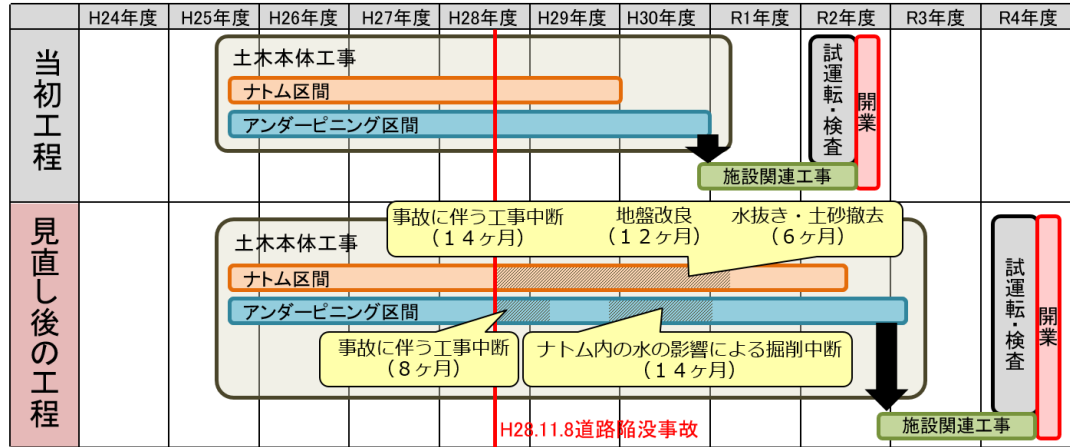 H24年度 H25年度 H26年度 H27年度 H28年度 H29年度 H30年度 R1年度 R2年度 R3年度 R4年度
当初工程
土木本体工事
ナトム区間
アンダーピニング区間
試運転・検査
開業
施設関連工事
見直し後の工程
事故に伴う工事中断
（１４ヶ月）
地盤改良
（１２ヶ月）
水抜き・土砂撤去
（６ヶ月）
土木本体工事
ナトム区間
アンダーピニング区間
事故に伴う工事中断
（８ヶ月）
ナトム内の水の影響による掘削中断
（１４ヶ月）
試運転・検査
開業
施設関連工事
H28.11.8道路陥没事故